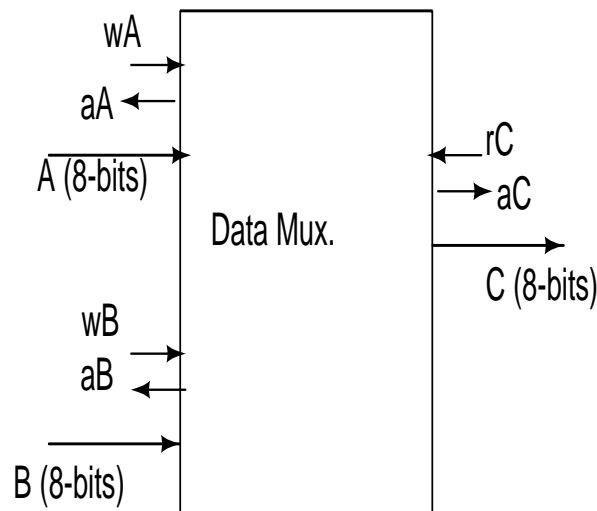 wA
aA
A (8-bits)
rC
aC
Data Mux.
C (8-bits)
wB
aB
B (8-bits)